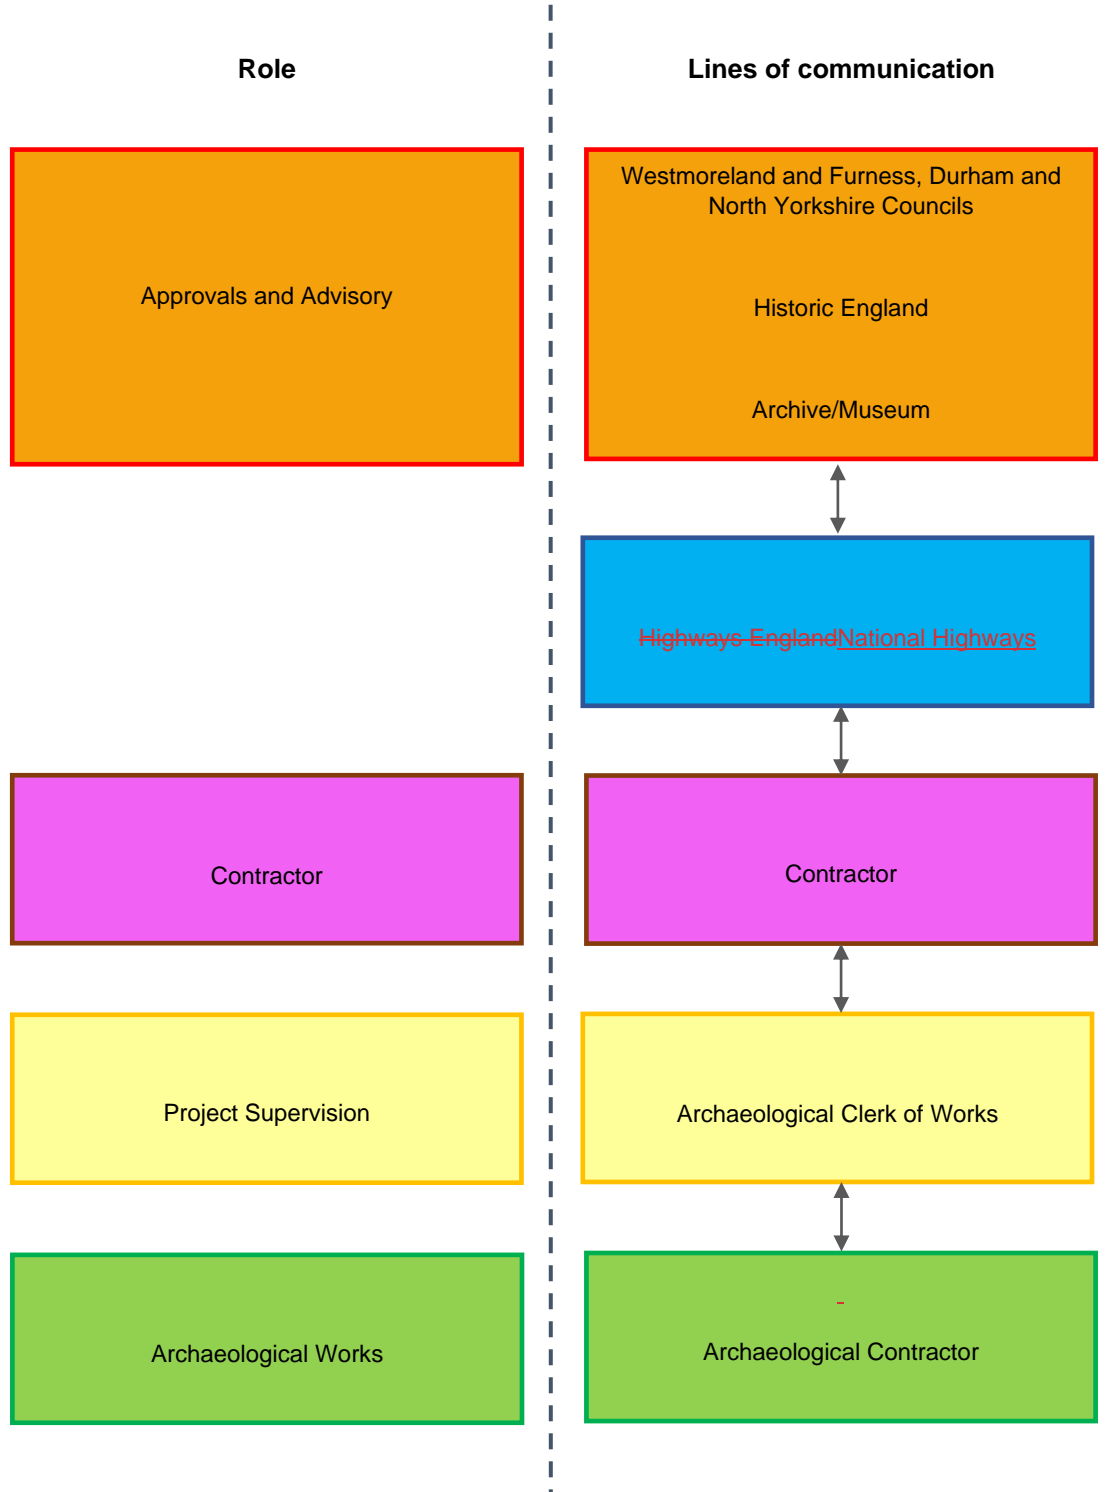 Role
Lines of communication
Approvals and Advisory
Westmoreland and Furness, Durham and
North Yorkshire Councils
Historic England
Archive/Museum
Highways EnglandNational Highways
Contractor
Contractor
Project Supervision
Archaeological Clerk of Works
Archaeological Works
Archaeological Contractor